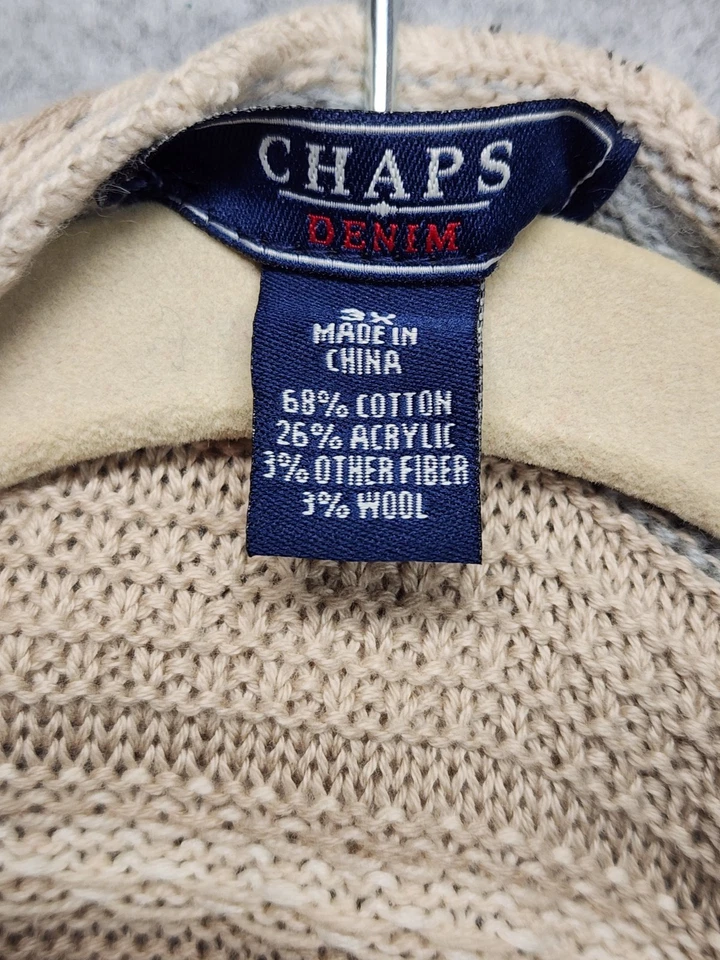 CHAPS
DENIM
3X
MADE IN
CHINA
68% COTTON
26% ACRYLIC
3% OTHER FIBER
3% WOOL